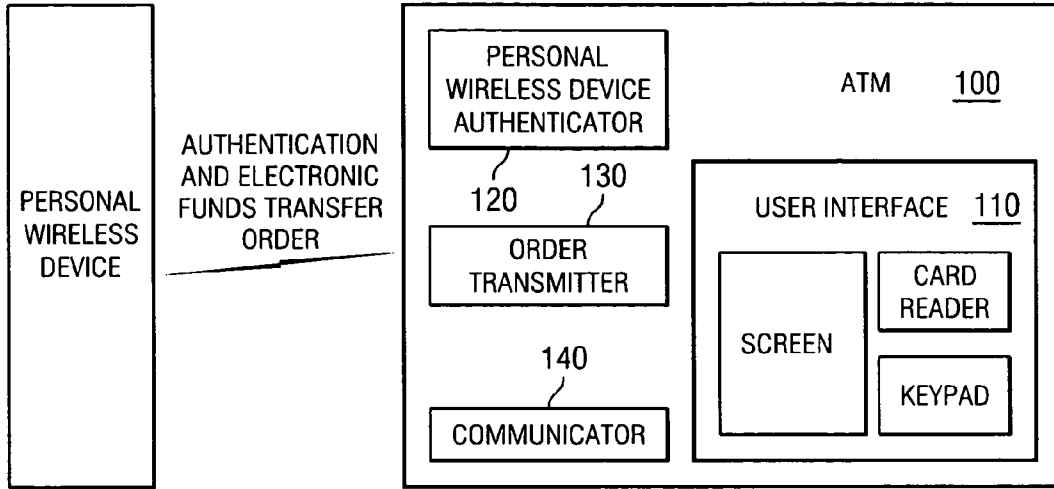 PERSONAL
WIRELESS
DEVICE
AUTHENTICATION
AND ELECTRONIC
FUNDS TRANSFER
ORDER
PERSONAL
WIRELESS DEVICE
AUTHENTICATOR
120
130
ORDER
TRANSMITTER
140
COMMUNICATOR
ATM 100
USER INTERFACE 110
SCREEN
CARD
READER
KEYPAD